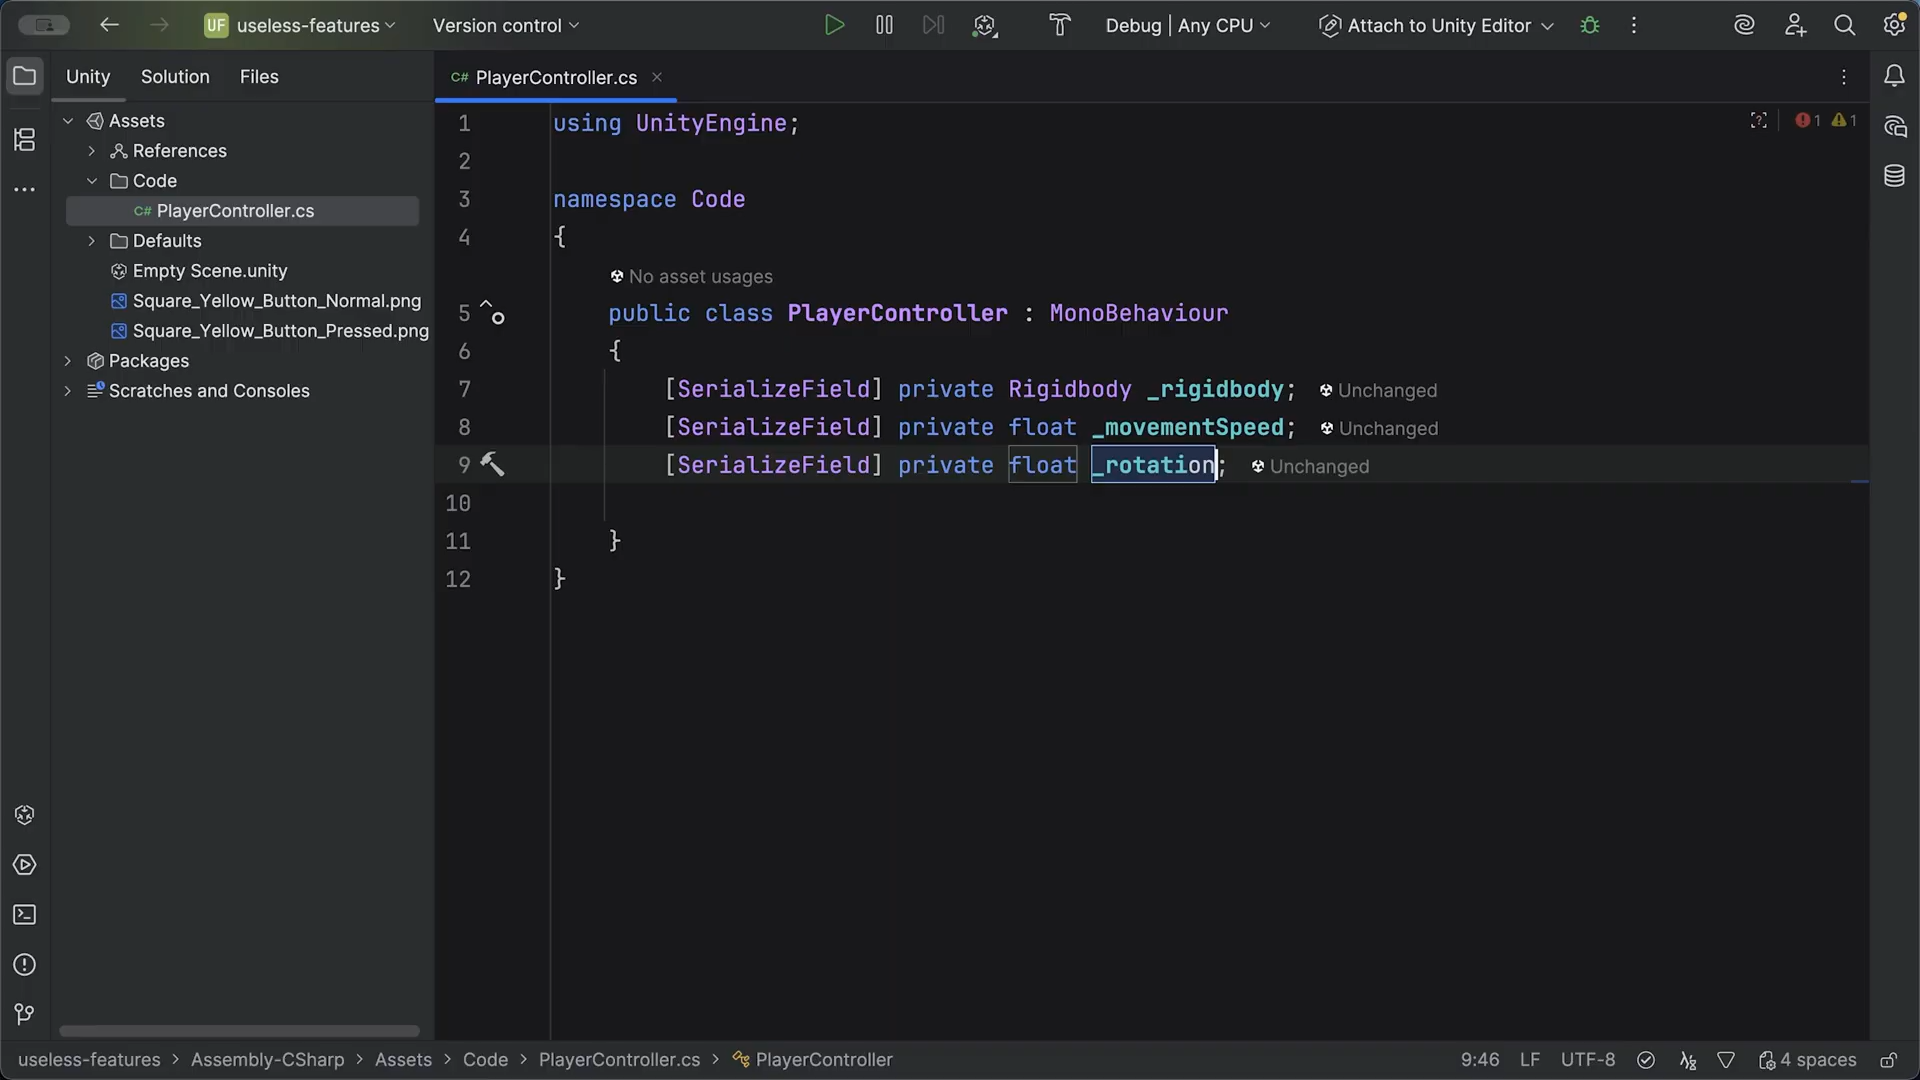 UF useless-features Version control Debug | Any CPU Attach to Unity Editor
Unity Solution Files
C# PlayerController.cs
Assets
References
Code
C# PlayerController.cs
Defaults
Empty Scene.unity
Square_Yellow_Button_Normal.png
Square_Yellow_Button_Pressed.png
Packages
Scratches and Consoles
1 using UnityEngine;
1 1
2
3 namespace Code
4 {
No asset usages
5 public class PlayerController : MonoBehaviour
6 {
7 [SerializeField] private Rigidbody _rigidbody; Unchanged
8 [SerializeField] private float _movementSpeed; Unchanged
9 [SerializeField] private float _rotation; Unchanged
10
11 }
12 }
useless-features > Assembly-CSharp > Assets > Code > PlayerController.cs > PlayerController
9:46 LF UTF-8 4 spaces